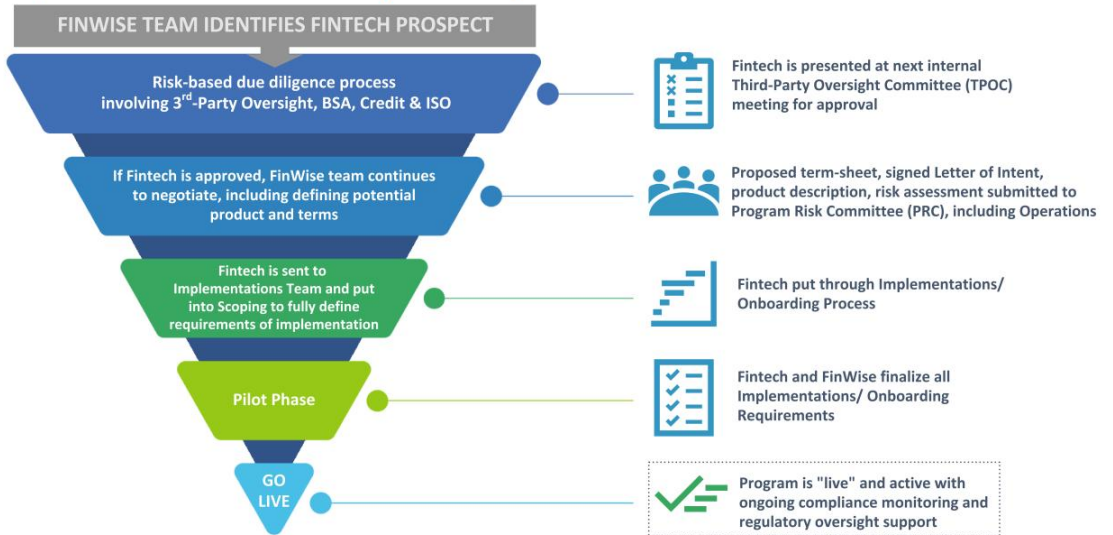 FINWISE TEAM IDENTIFIES FINTECH PROSPECT
Risk-based due diligence process
involving 3rd-Party Oversight, BSA, Credit & ISO
Fintech is presented at next internal
Third-Party Oversight Committee (TPOC)
meeting for approval
If Fintech is approved, FinWise team continues
to negotiate, including defining potential
product and terms
Proposed term-sheet, signed Letter of Intent,
product description, risk assessment submitted to
Program Risk Committee (PRC), including Operations
Fintech is sent to
Implementations Team and put
into Scoping to fully define
requirements of implementation
Fintech put through Implementations/
Onboarding Process
Pilot Phase
Fintech and FinWise finalize all
Implementations/ Onboarding
Requirements
GO
LIVE
Program is "live" and active with
ongoing compliance monitoring and
regulatory oversight support